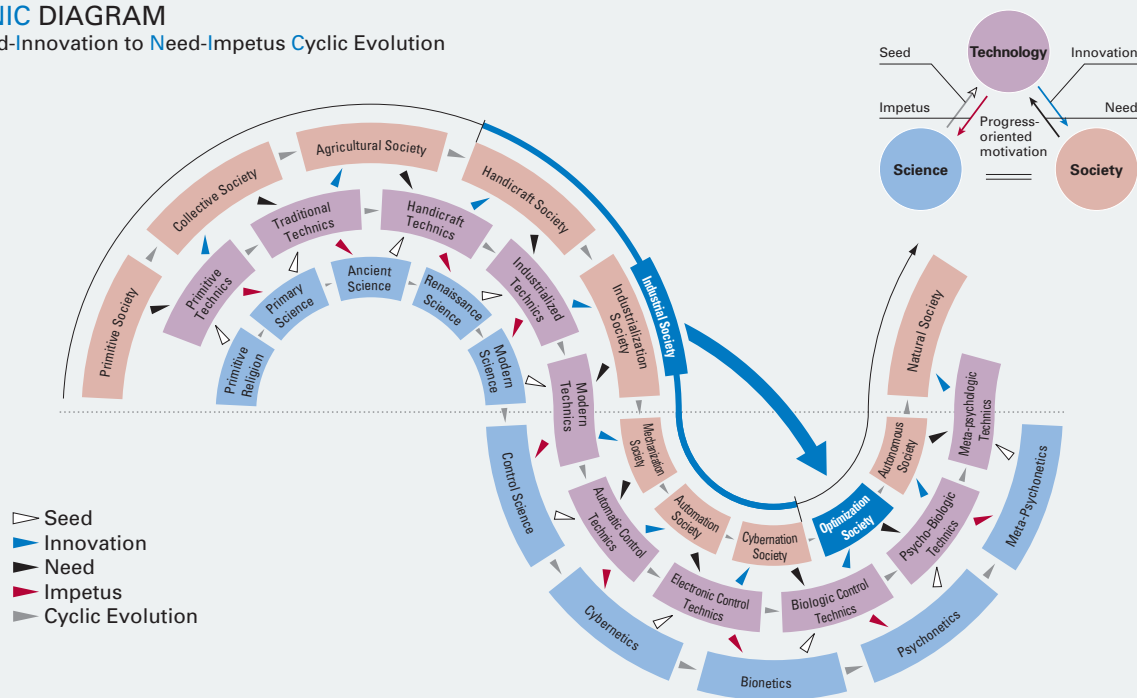 NIC DIAGRAM
d-Innovation to Need-Impetus Cyclic Evolution
Seed
Technology
Innovation
Impetus
Need
Progress-
oriented
motivation
Science
Society
Primitive Society
Collective Society
Agricultural Society
Handicraft Society
Industrialization
Society
Industrial Society
Primitive
Technics
Traditional
Technics
Handicraft
Technics
Industrialized
Technics
Modern
Technics
Primitive
Religion
Primary
Science
Ancient
Science
Renaissance
Science
Modern
Science
Mechanization
Society
Automation
Society
Cybernation
Society
Optimization
Society
Autonomous
Society
Natural Society
Automatic Control
Technics
Electronic Control
Technics
Biologic Control
Technics
Psycho-Biologic
Technics
Meta-psychologic
Technics
Control Science
Cybernetics
Bionetics
Psychonetics
Meta-Psychonetics
Seed
Innovation
Need
Impetus
Cyclic Evolution